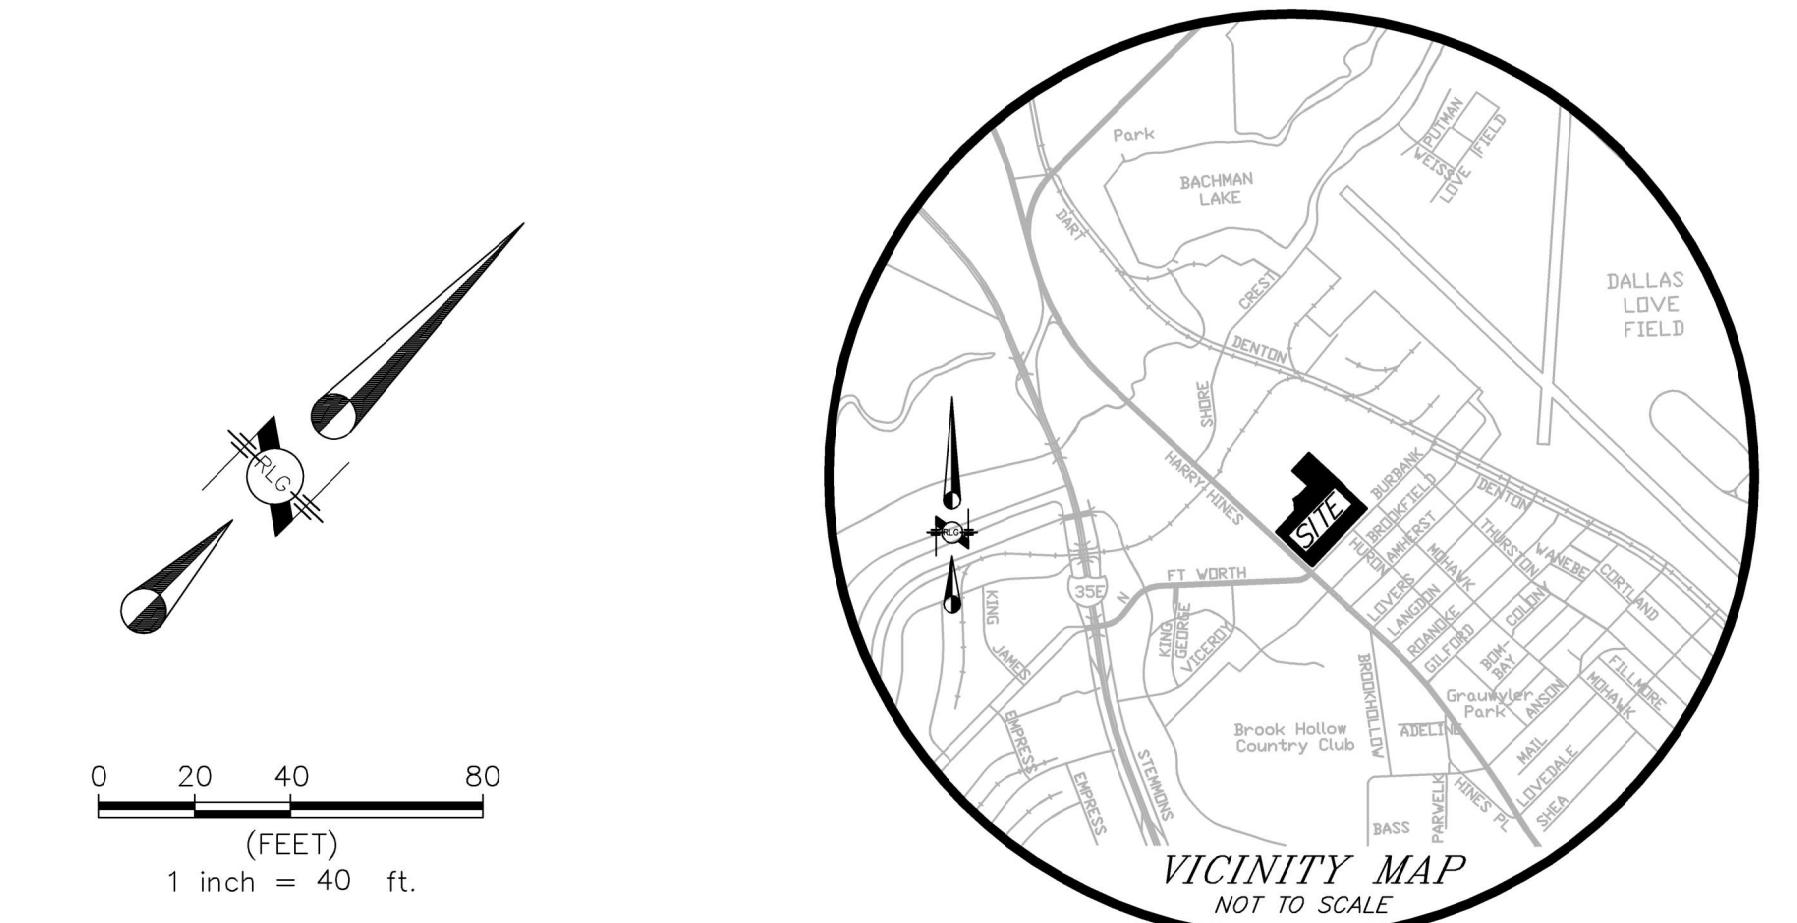 RLG
0 20 40 80
(FEET)
1 inch = 40 ft.
Park
BACHMAN
LAKE
PUTMAN
WEISS
LOVE FIELD
DART
CREST
DALLAS
LOVE
FIELD
DENTON
SHORE
HARRY HINES
BURBANK
BROOKFIELD
DENTON
SITE
RLG
AMHERST
HURON
THURSTON
WANEBE
CORTLAND
MOHAWK
FT WORTH
35E
N
KING
JAMES
KING
GEORGE
VICEROY
LOVERS
LANGDON
ROANOKE
GILFORD
COLONY
BOM-
BAY
FILLMORE
MOHAWK
ANSON
Grauwyler
Park
BROOKHOLLOW
ADELINE
Brook Hollow
Country Club
EMPRESS
EMPRESS
STEMMONS
MAIL
LOVEDALE
SHEA
HINES PL
PARWELK
BASS
VICINITY MAP
NOT TO SCALE